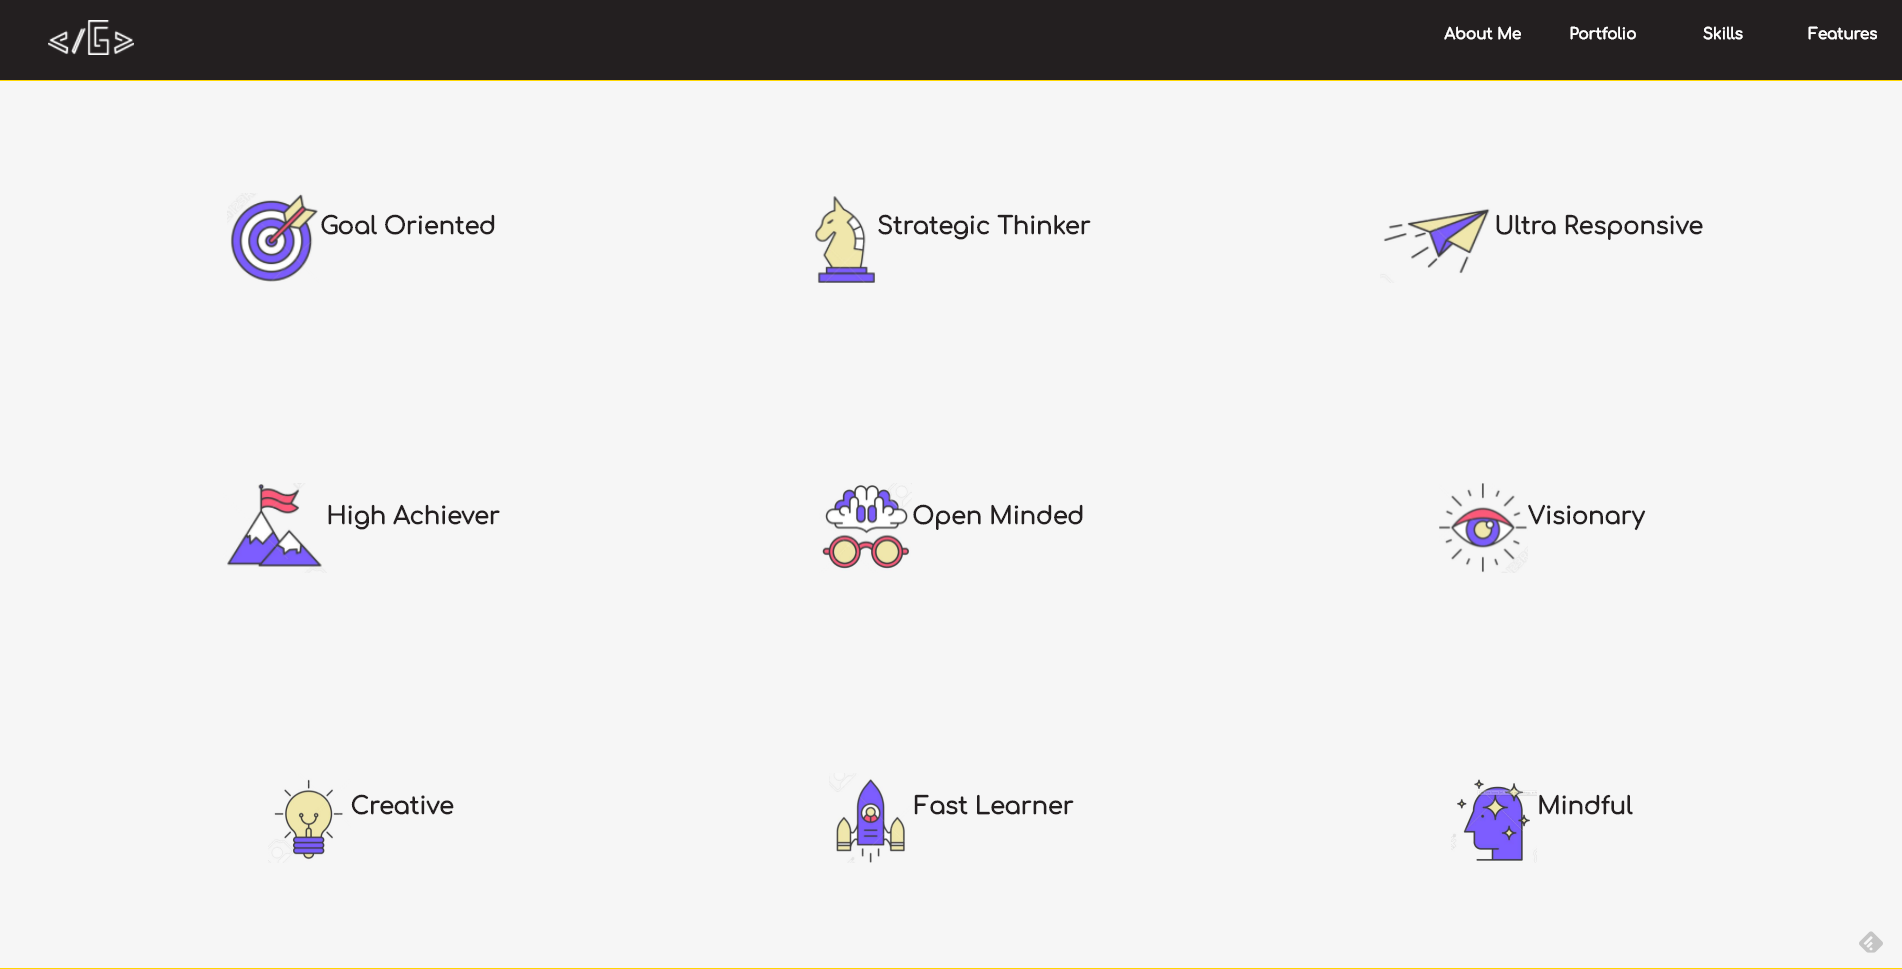 </G>
About Me Portfolio Skills Features
Goal Oriented Strategic Thinker Ultra Responsive
High Achiever Open Minded Visionary
Creative Fast Learner Mindful